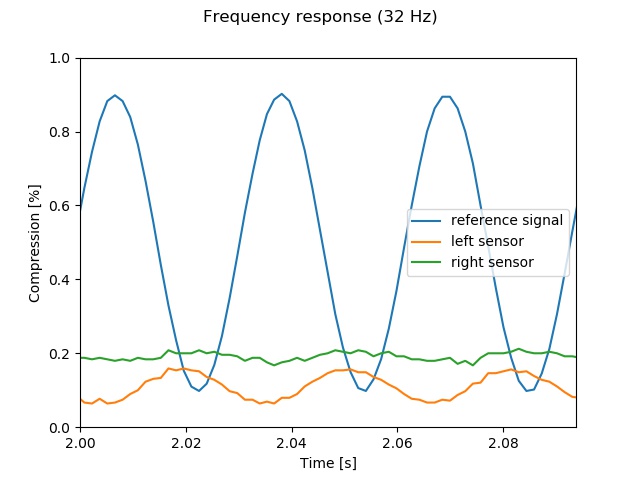 Frequency response (32 Hz)
1.0
0.8
0.6
0.4
0.2
0.0
Compression [%]
reference signal
left sensor
right sensor
2.00 2.02 2.04 2.06 2.08
Time [s]